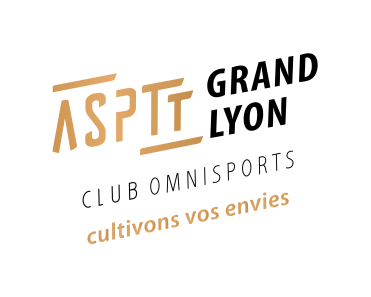 ASPTT GRAND LYON
CLUB OMNISPORTS
cultivons vos envies